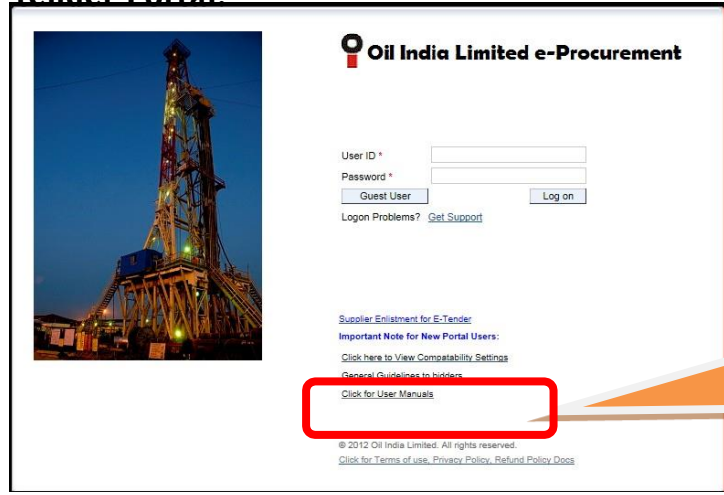 Oil India Limited e-Procurement
User ID *
Password *
Guest User Log on
Logon Problems? Get Support
Supplier Enlistment for E-Tender
Important Note for New Portal Users:
Click here to View Compatability Settings
General Guidelines to bidders
Click for User Manuals
© 2012 Oil India Limited. All rights reserved.
Click for Terms of use, Privacy Policy, Refund Policy Docs